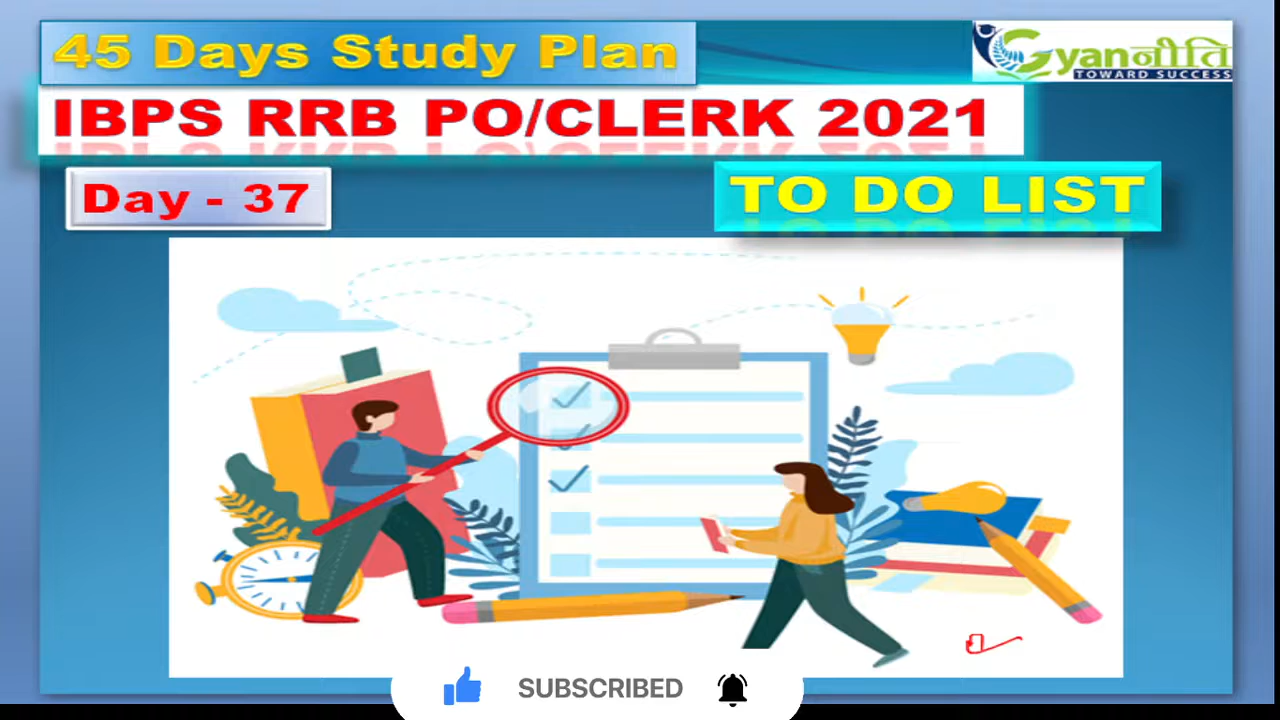 45 Days Study Plan
Gyanनीति
TOWARD SUCCESS
IBPS RRB PO/CLERK 2021
Day - 37
TO DO LIST
SUBSCRIBED